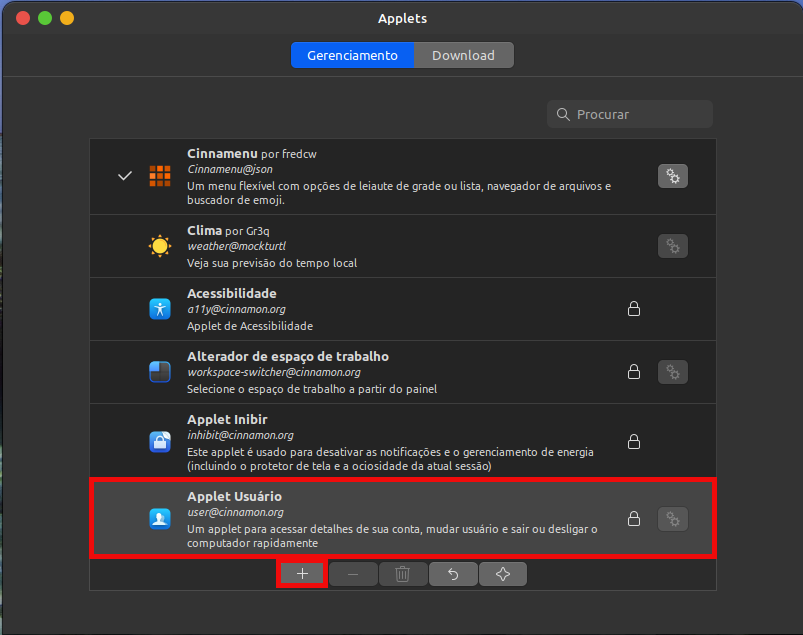 Applets
Gerenciamento
Download
Procurar
Cinnamenu por fredcw
Cinnamenu@json
Um menu flexível com opções de leiaute de grade ou lista, navegador de arquivos e
buscador de emoji.
Clima por Gr3q
weather@mockturtl
Veja sua previsão do tempo local
Acessibilidade
a11y@cinnamon.org
Applet de Acessibilidade
Alterador de espaço de trabalho
workspace-switcher@cinnamon.org
Selecione o espaço de trabalho a partir do painel
Applet Inibir
inhibit@cinnamon.org
Este applet é usado para desativar as notificações e o gerenciamento de energia
(incluindo o protetor de tela e a ociosidade da atual sessão)
Applet Usuário
user@cinnamon.org
Um applet para acessar detalhes de sua conta, mudar usuário e sair ou desligar o
computador rapidamente